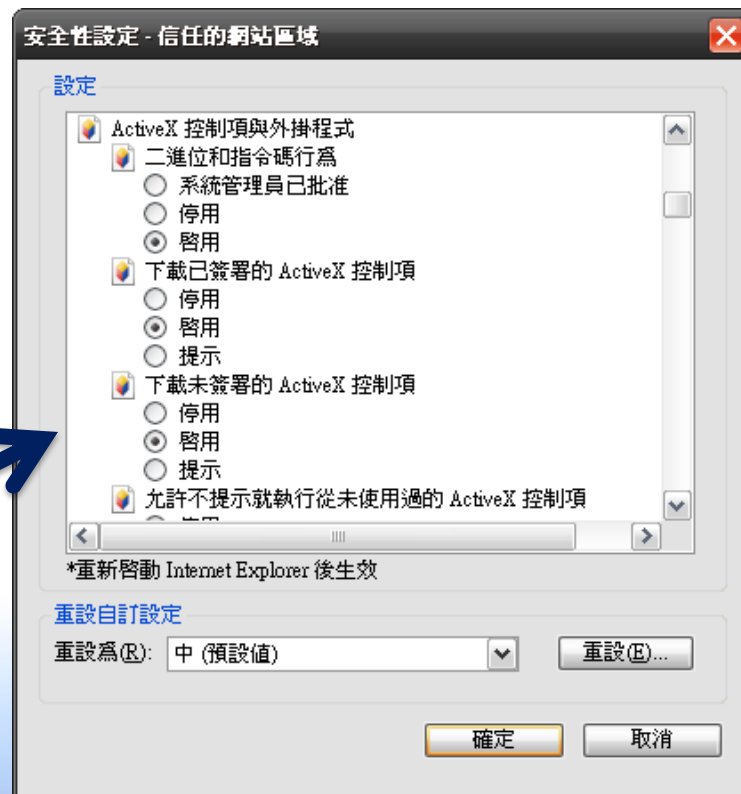 安全性設定 - 信任的網站區域
設定
ActiveX 控制項與外掛程式
二進位和指令碼行爲
系統管理員已批准
停用
啓用
下載已簽署的 ActiveX 控制項
停用
啓用
提示
下載未簽署的 ActiveX 控制項
停用
啓用
提示
允許不提示就執行從未使用過的 ActiveX 控制項
*重新啓動 Internet Explorer 後生效
重設自訂設定
重設爲(R): 中 (預設值) 重設(E)...
確定 取消